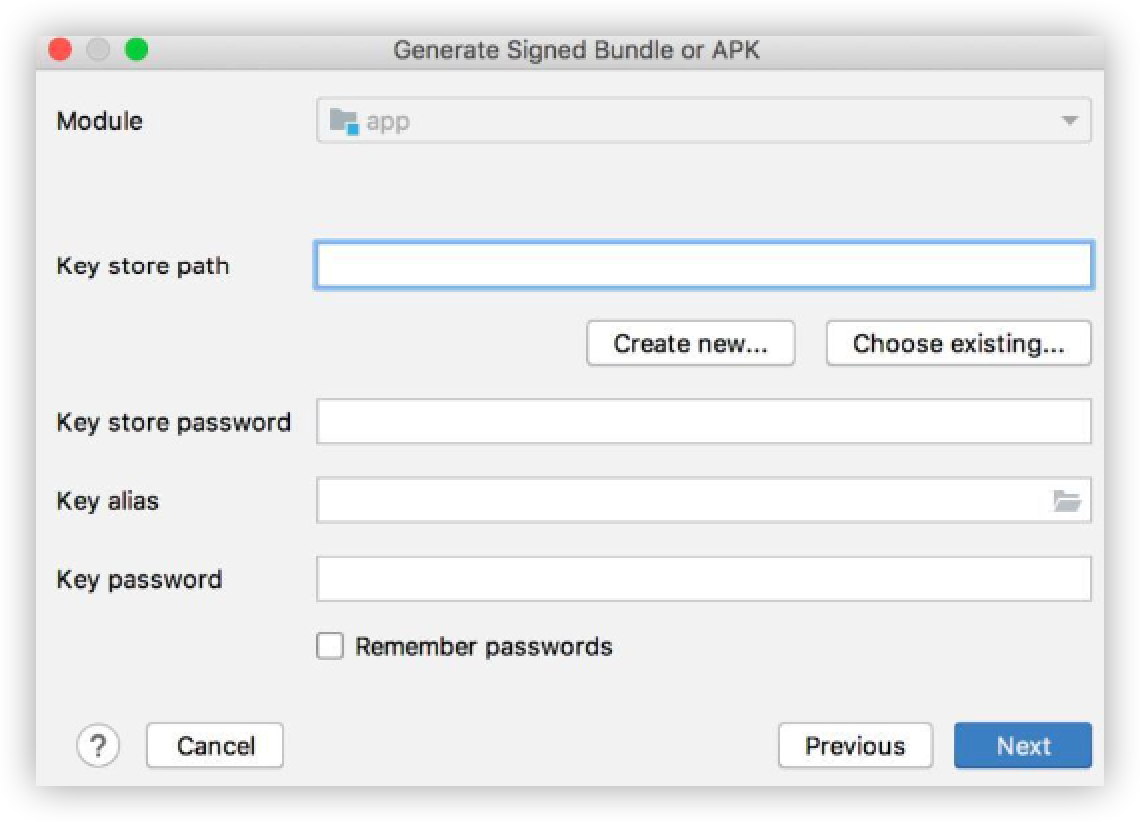 Generate Signed Bundle or APK
Module app
Key store path
Create new... Choose existing...
Key store password
Key alias
Key password
Remember passwords
? Cancel Previous Next